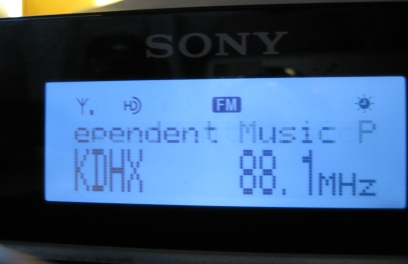 SONY
HD FM
ependent Music P
KDHX 88.1MHz